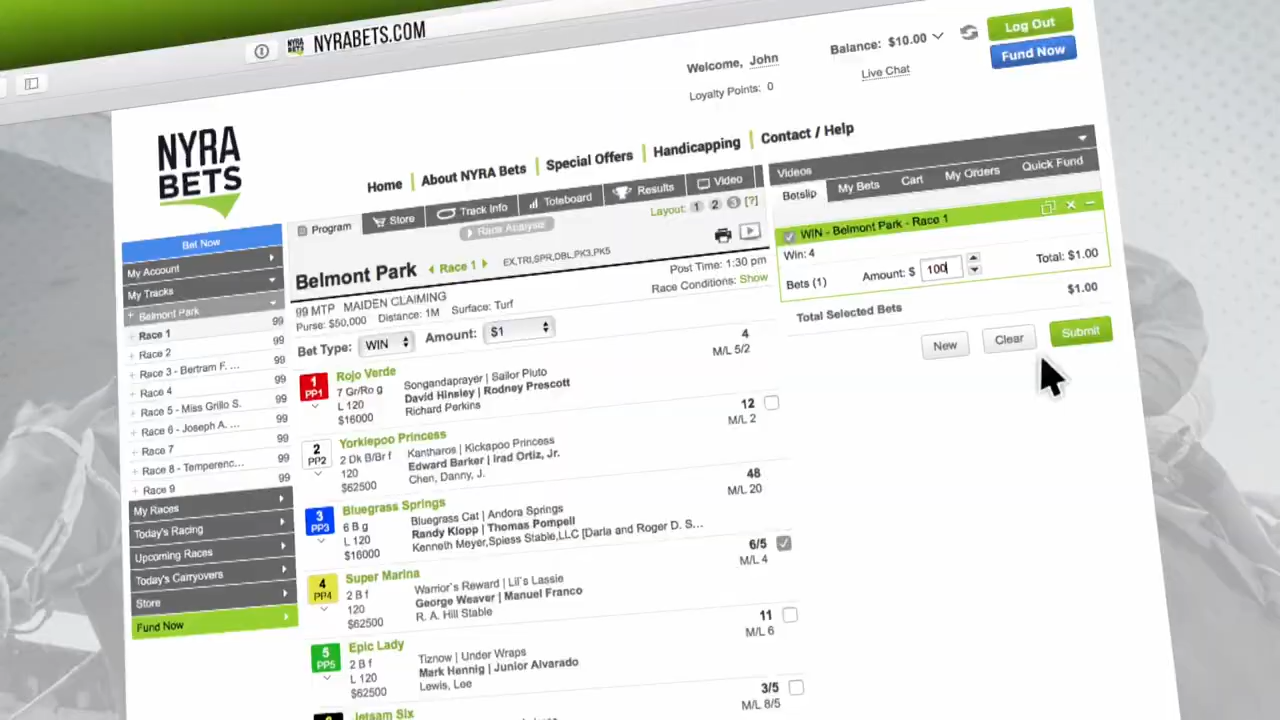 NYRABETS.COM
Welcome, John
Loyalty Points: 0
Balance: $10.00
Live Chat
Log Out
Fund Now
NYRA
BETS
NYRA
BETS
Home
About NYRA Bets
Special Offers
Handicapping
Contact / Help
Bet Now
My Account
My Tracks
Belmont Park
Race 1 99
Race 2 99
Race 3 - Bertram F. ... 99
Race 4 99
Race 5 - Miss Grillo S. 99
Race 6 - Joseph A. ... 99
Race 7 99
Race 8 - Temperenc... 99
Race 9 99
My Races
Today's Racing
Upcoming Races
Today's Carryovers
Store
Fund Now
Program
Store
Track Info
Toteboard
Results
Video
Race Analysis
Layout: 1 2 3 [?]
Belmont Park
Race 1
EX,TRI,SPR,DBL,PK3,PK5
Post Time: 1:30 pm
99 MTP MAIDEN CLAIMING
Race Conditions: Show
Purse: $50,000 Distance: 1M Surface: Turf
Bet Type: WIN Amount: $1
1
PP1
Rojo Verde
7 Gr/Ro g
L 120
$16000
Songandaprayer | Sailor Pluto
David Hinsley | Rodney Prescott
Richard Perkins
4
M/L 5/2
2
PP2
Yorkiepoo Princess
2 Dk B/Br f
120
$62500
Kantharos | Kickapoo Princess
Edward Barker | Irad Ortiz, Jr.
Chen, Danny, J.
12
M/L 2
3
PP3
Bluegrass Springs
6 B g
L 120
$16000
Bluegrass Cat | Andora Springs
Randy Klopp | Thomas Pompell
Kenneth Meyer,Spiess Stable,LLC [Darla and Roger D. S...
48
M/L 20
4
PP4
Super Marina
2 B f
120
$62500
Warrior's Reward | Lil's Lassie
George Weaver | Manuel Franco
R. A. Hill Stable
6/5
M/L 4
5
PP5
Epic Lady
2 B f
L 120
$62500
Tiznow | Under Wraps
Mark Hennig | Junior Alvarado
Lewis, Lee
11
M/L 6
Jetsam Six
3/5
M/L 8/5
Videos
Betslip
My Bets
Cart
My Orders
Quick Fund
WIN - Belmont Park - Race 1
Win: 4
Bets (1)
Amount: $ 100
Total: $1.00
Total Selected Bets
$1.00
New
Clear
Submit